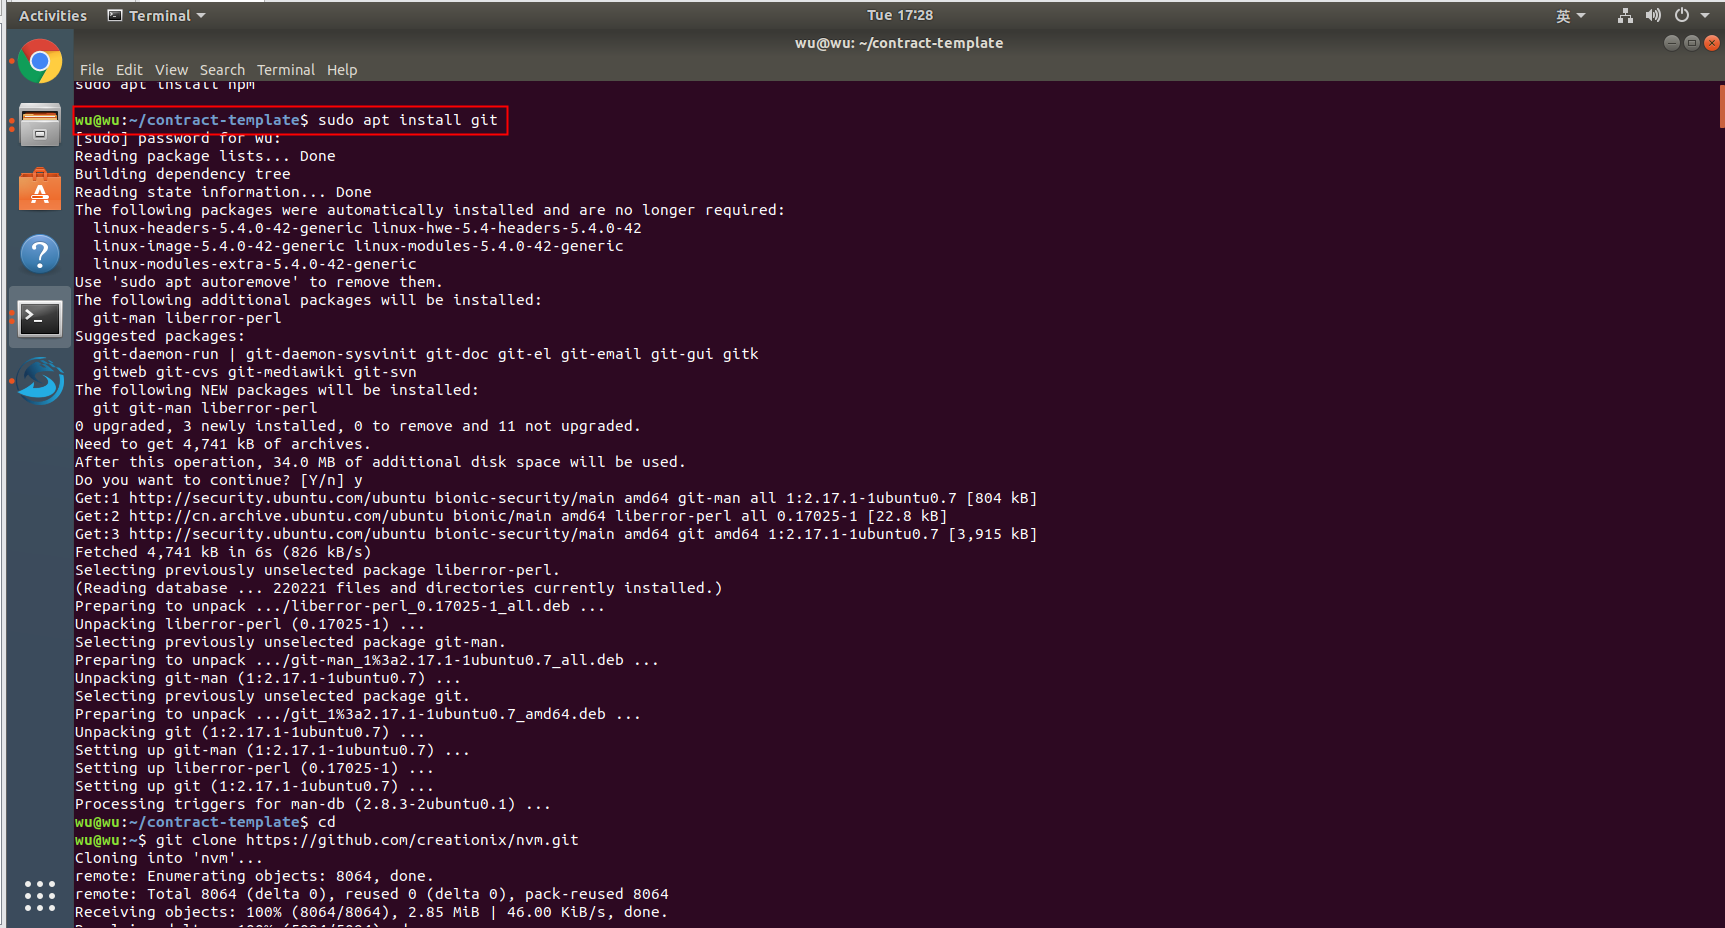 Activities Terminal Tue 17:28 英
wu@wu: ~/contract-template
File Edit View Search Terminal Help
sudo apt install npm
wu@wu:~/contract-template$ sudo apt install git
[sudo] password for wu:
Reading package lists... Done
Building dependency tree
Reading state information... Done
The following packages were automatically installed and are no longer required:
  linux-headers-5.4.0-42-generic linux-hwe-5.4-headers-5.4.0-42
  linux-image-5.4.0-42-generic linux-modules-5.4.0-42-generic
  linux-modules-extra-5.4.0-42-generic
Use 'sudo apt autoremove' to remove them.
The following additional packages will be installed:
  git-man liberror-perl
Suggested packages:
  git-daemon-run | git-daemon-sysvinit git-doc git-el git-email git-gui gitk
  gitweb git-cvs git-mediawiki git-svn
The following NEW packages will be installed:
  git git-man liberror-perl
0 upgraded, 3 newly installed, 0 to remove and 11 not upgraded.
Need to get 4,741 kB of archives.
After this operation, 34.0 MB of additional disk space will be used.
Do you want to continue? [Y/n] y
Get:1 http://security.ubuntu.com/ubuntu bionic-security/main amd64 git-man all 1:2.17.1-1ubuntu0.7 [804 kB]
Get:2 http://cn.archive.ubuntu.com/ubuntu bionic/main amd64 liberror-perl all 0.17025-1 [22.8 kB]
Get:3 http://security.ubuntu.com/ubuntu bionic-security/main amd64 git amd64 1:2.17.1-1ubuntu0.7 [3,915 kB]
Fetched 4,741 kB in 6s (826 kB/s)
Selecting previously unselected package liberror-perl.
(Reading database ... 220221 files and directories currently installed.)
Preparing to unpack .../liberror-perl_0.17025-1_all.deb ...
Unpacking liberror-perl (0.17025-1) ...
Selecting previously unselected package git-man.
Preparing to unpack .../git-man_1%3a2.17.1-1ubuntu0.7_all.deb ...
Unpacking git-man (1:2.17.1-1ubuntu0.7) ...
Selecting previously unselected package git.
Preparing to unpack .../git_1%3a2.17.1-1ubuntu0.7_amd64.deb ...
Unpacking git (1:2.17.1-1ubuntu0.7) ...
Setting up git-man (1:2.17.1-1ubuntu0.7) ...
Setting up liberror-perl (0.17025-1) ...
Setting up git (1:2.17.1-1ubuntu0.7) ...
Processing triggers for man-db (2.8.3-2ubuntu0.1) ...
wu@wu:~/contract-template$ cd
wu@wu:~$ git clone https://github.com/creationix/nvm.git
Cloning into 'nvm'...
remote: Enumerating objects: 8064, done.
remote: Total 8064 (delta 0), reused 0 (delta 0), pack-reused 8064
Receiving objects: 100% (8064/8064), 2.85 MiB | 46.00 KiB/s, done.